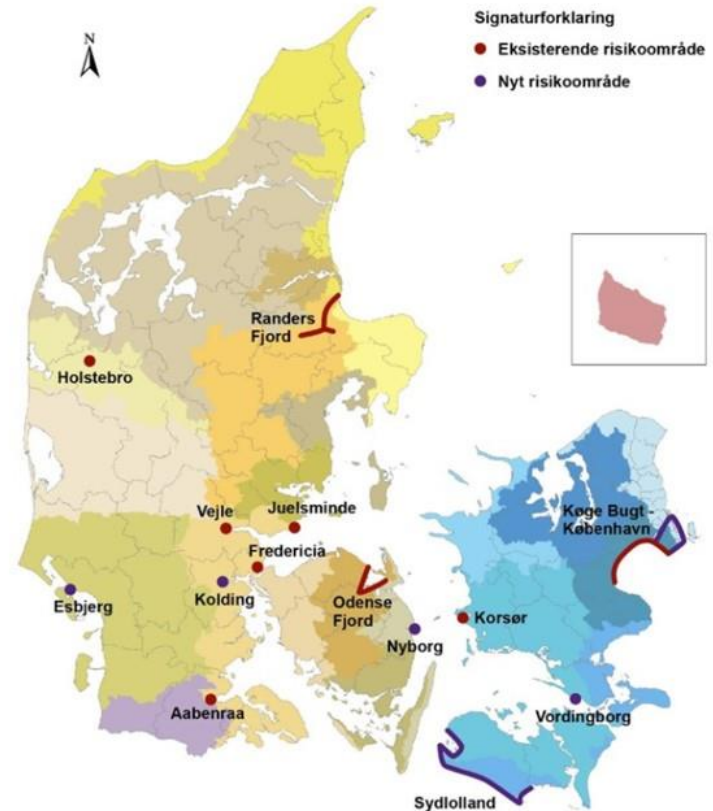 Signaturforklaring
Eksisterende risikoområde
Nyt risikoområde
N
Randers
Fjord
Holstebro
Vejle
Juelsminde
Køge Bugt -
København
Fredericia
Esbjerg
Kolding
Odense
Fjord
Nyborg
Korsør
Aabenraa
Vordingborg
Sydlolland